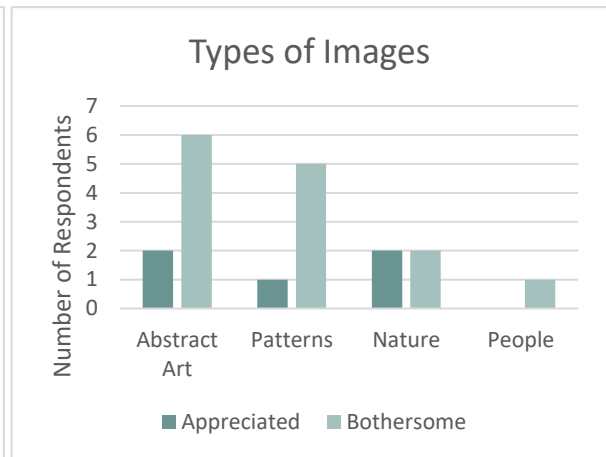 Types of Images
Number of Respondents
7
6
5
4
3
2
1
0
Abstract Art
Patterns
Nature
People
Appreciated
Bothersome